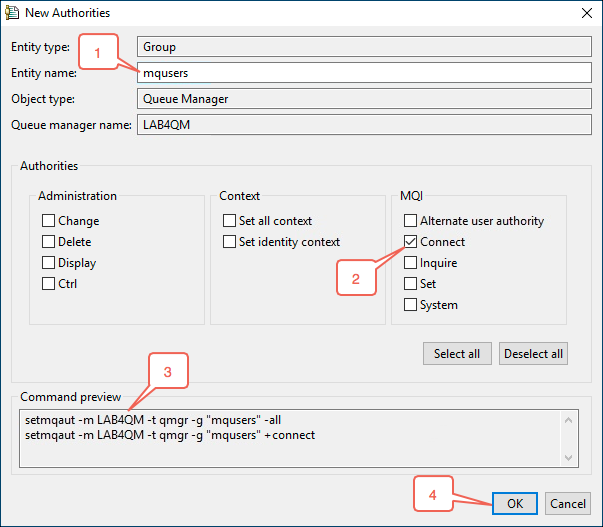 New Authorities
Entity type: Group
1
Entity name: mqusers
Object type: Queue Manager
Queue manager name: LAB4QM
Authorities
Administration Context MQI
Change Set all context Alternate user authority
Delete Set identity context Connect
Display Inquire
2
Ctrl Set
System
Select all Deselect all
3
Command preview
setmqaut -m LAB4QM -t qmgr -g "mqusers" -all
setmqaut -m LAB4QM -t qmgr -g "mqusers" +connect
4
OK Cancel